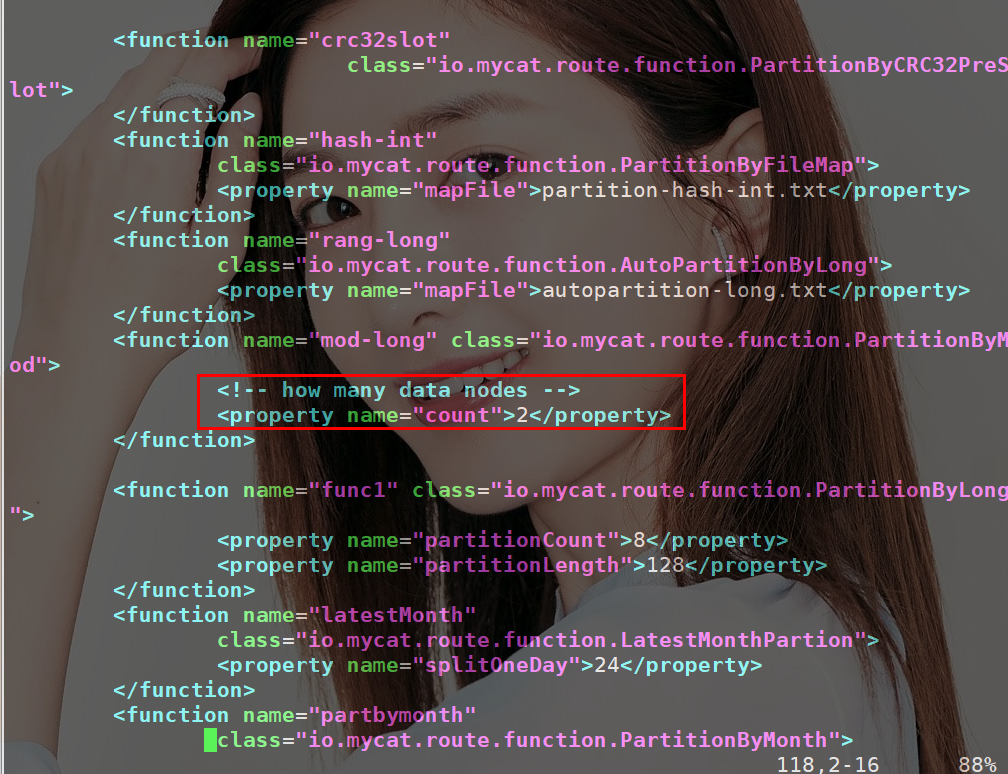 <function name="crc32slot"
class="io.mycat.route.function.PartitionByCRC32PreS
lot">
</function>
<function name="hash-int"
class="io.mycat.route.function.PartitionByFileMap">
<property name="mapFile">partition-hash-int.txt</property>
</function>
<function name="rang-long"
class="io.mycat.route.function.AutoPartitionByLong">
<property name="mapFile">autopartition-long.txt</property>
</function>
<function name="mod-long" class="io.mycat.route.function.PartitionByM
od">
<!-- how many data nodes -->
<property name="count">2</property>
</function>
<function name="func1" class="io.mycat.route.function.PartitionByLong
">
<property name="partitionCount">8</property>
<property name="partitionLength">128</property>
</function>
<function name="latestMonth"
class="io.mycat.route.function.LatestMonthPartion">
<property name="splitOneDay">24</property>
</function>
<function name="partbymonth"
class="io.mycat.route.function.PartitionByMonth">
118,2-16 88%